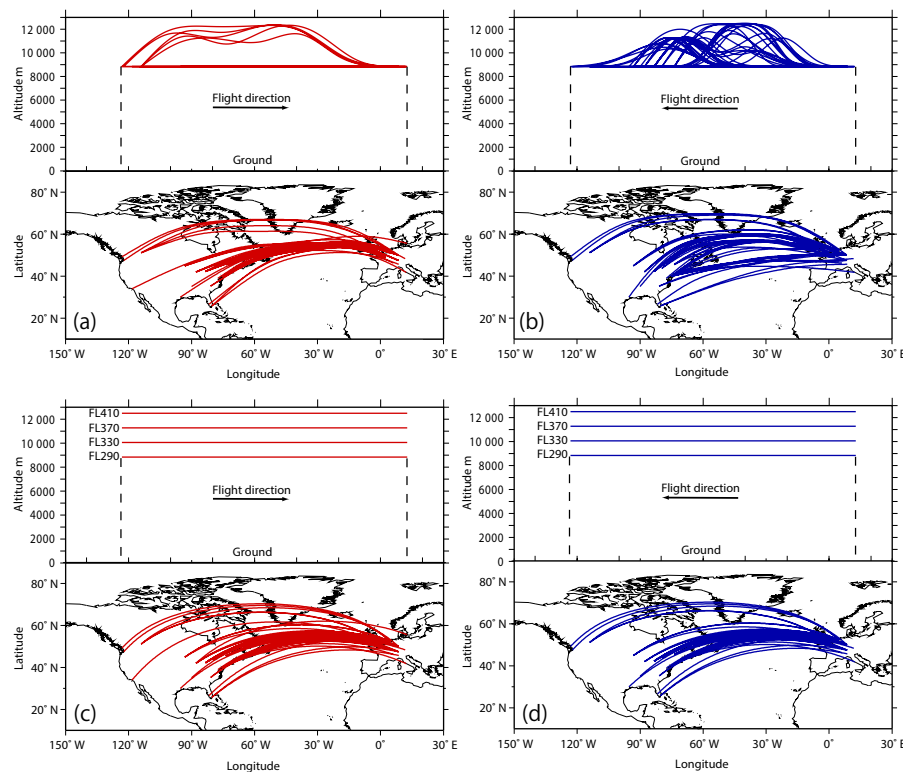 12 000
10 000
8000
6000
4000
2000
0
Altitude m
Flight direction
Ground
80° N
60° N
40° N
20° N
Latitude
(a)
150° W 120° W 90° W 60° W 30° W 0° 30° E
Longitude
12 000
10 000
8000
6000
4000
2000
0
Altitude m
Flight direction
Ground
80° N
60° N
40° N
20° N
Latitude
(b)
150° W 120° W 90° W 60° W 30° W 0° 30° E
Longitude
12 000
10 000
8000
6000
4000
2000
0
Altitude m
FL410
FL370
FL330
FL290
Flight direction
Ground
80° N
60° N
40° N
20° N
Latitude
(c)
150° W 120° W 90° W 60° W 30° W 0° 30° E
Longitude
12 000
10 000
8000
6000
4000
2000
0
Altitude m
FL410
FL370
FL330
FL290
Flight direction
Ground
80° N
60° N
40° N
20° N
Latitude
(d)
150° W 120° W 90° W 60° W 30° W 0° 30° E
Longitude